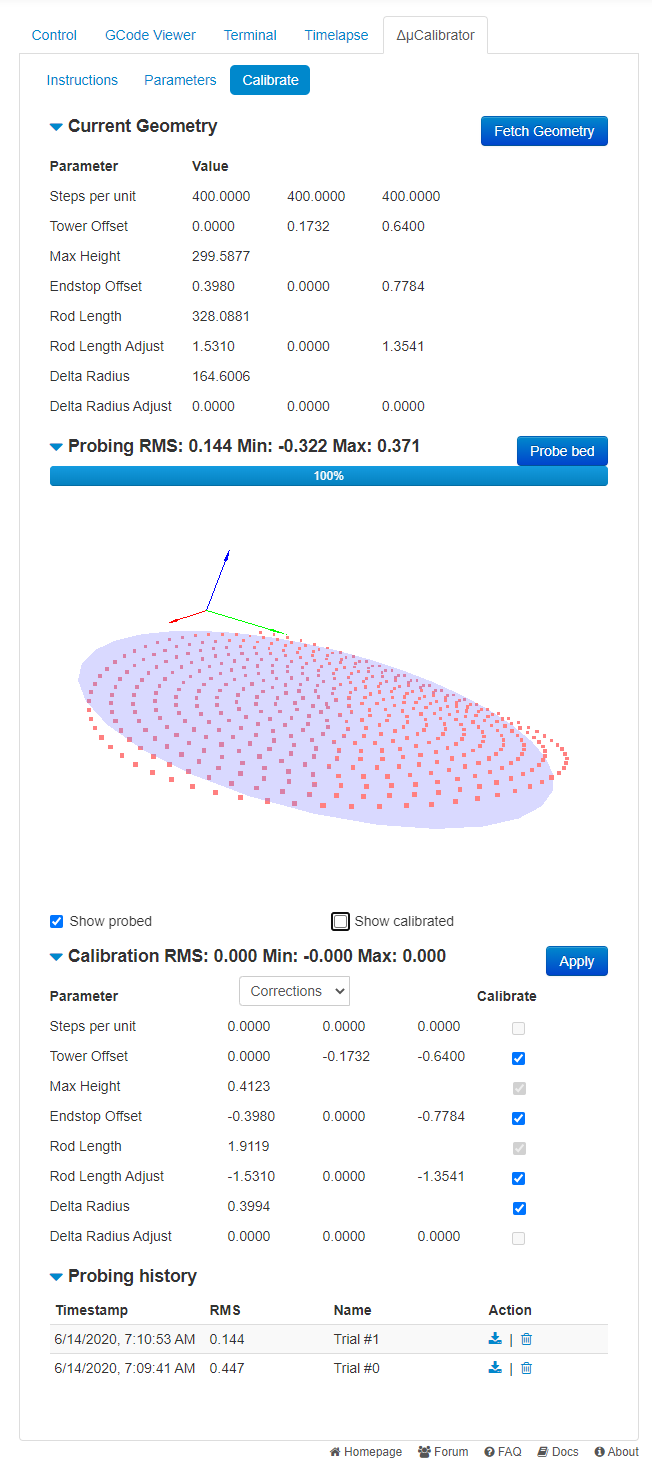 Control GCode Viewer Terminal Timelapse ΔμCalibrator
Instructions Parameters Calibrate
Current Geometry Fetch Geometry
Parameter Value
Steps per unit 400.0000 400.0000 400.0000
Tower Offset 0.0000 0.1732 0.6400
Max Height 299.5877
Endstop Offset 0.3980 0.0000 0.7784
Rod Length 328.0881
Rod Length Adjust 1.5310 0.0000 1.3541
Delta Radius 164.6006
Delta Radius Adjust 0.0000 0.0000 0.0000
Probing RMS: 0.144 Min: -0.322 Max: 0.371 Probe bed
100%
Show probed Show calibrated
Calibration RMS: 0.000 Min: -0.000 Max: 0.000 Apply
Parameter Corrections Calibrate
Steps per unit 0.0000 0.0000 0.0000
Tower Offset 0.0000 -0.1732 -0.6400
Max Height 0.4123
Endstop Offset -0.3980 0.0000 -0.7784
Rod Length 1.9119
Rod Length Adjust -1.5310 0.0000 -1.3541
Delta Radius 0.3994
Delta Radius Adjust 0.0000 0.0000 0.0000
Probing history
Timestamp RMS Name Action
6/14/2020, 7:10:53 AM 0.144 Trial #1 |
6/14/2020, 7:09:41 AM 0.447 Trial #0 |
Homepage Forum FAQ Docs About